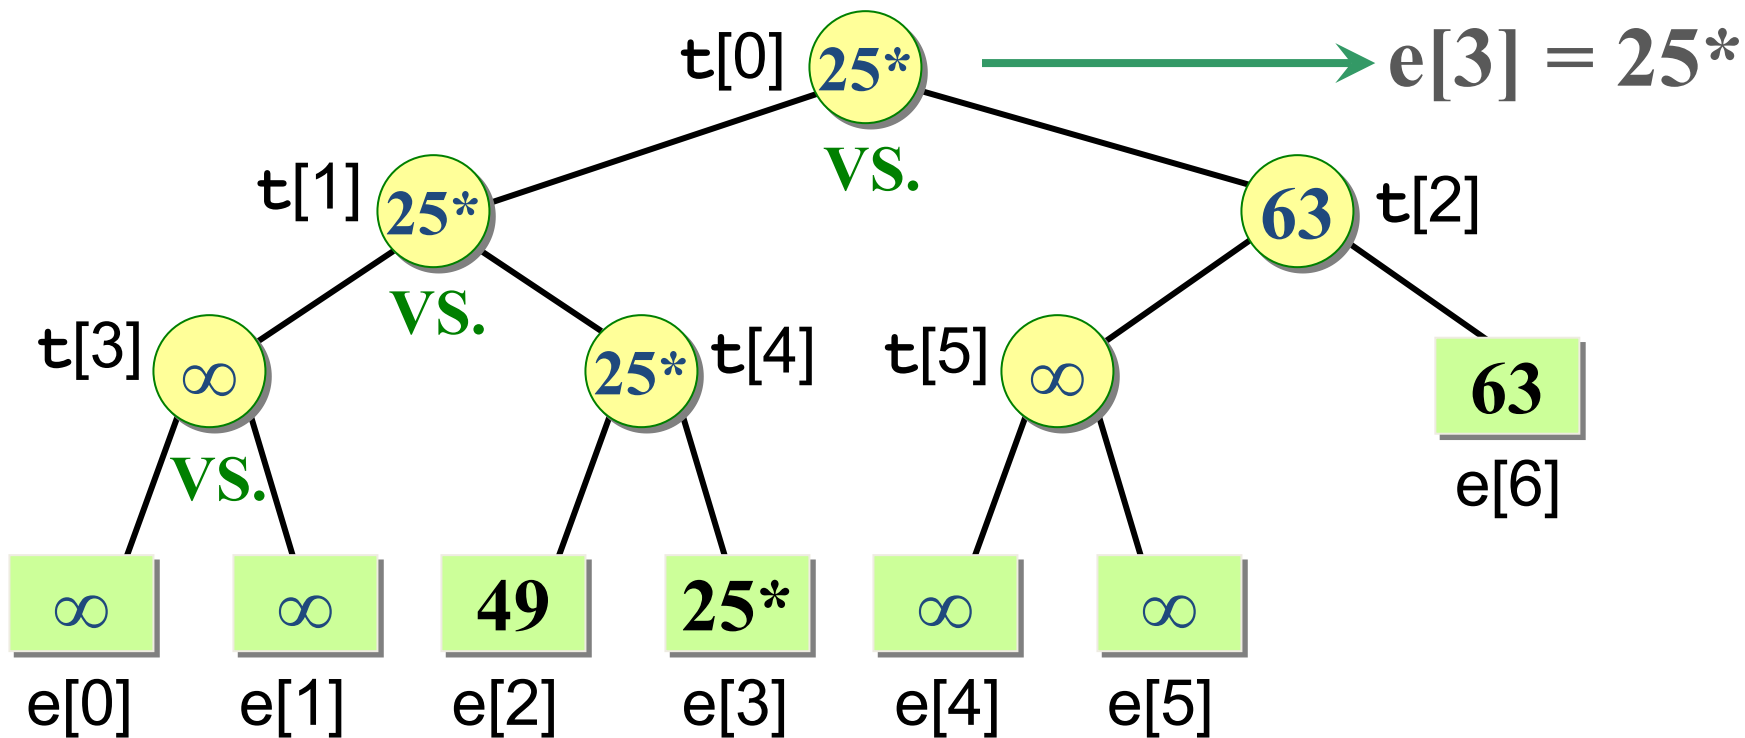 t[0] 25* e[3] = 25*
vs.
t[1] 25* 63 t[2]
vs.
t[3] ∞ 25* t[4] t[5] ∞ 63
vs. e[6]
∞ ∞ 49 25* ∞ ∞
e[0] e[1] e[2] e[3] e[4] e[5]